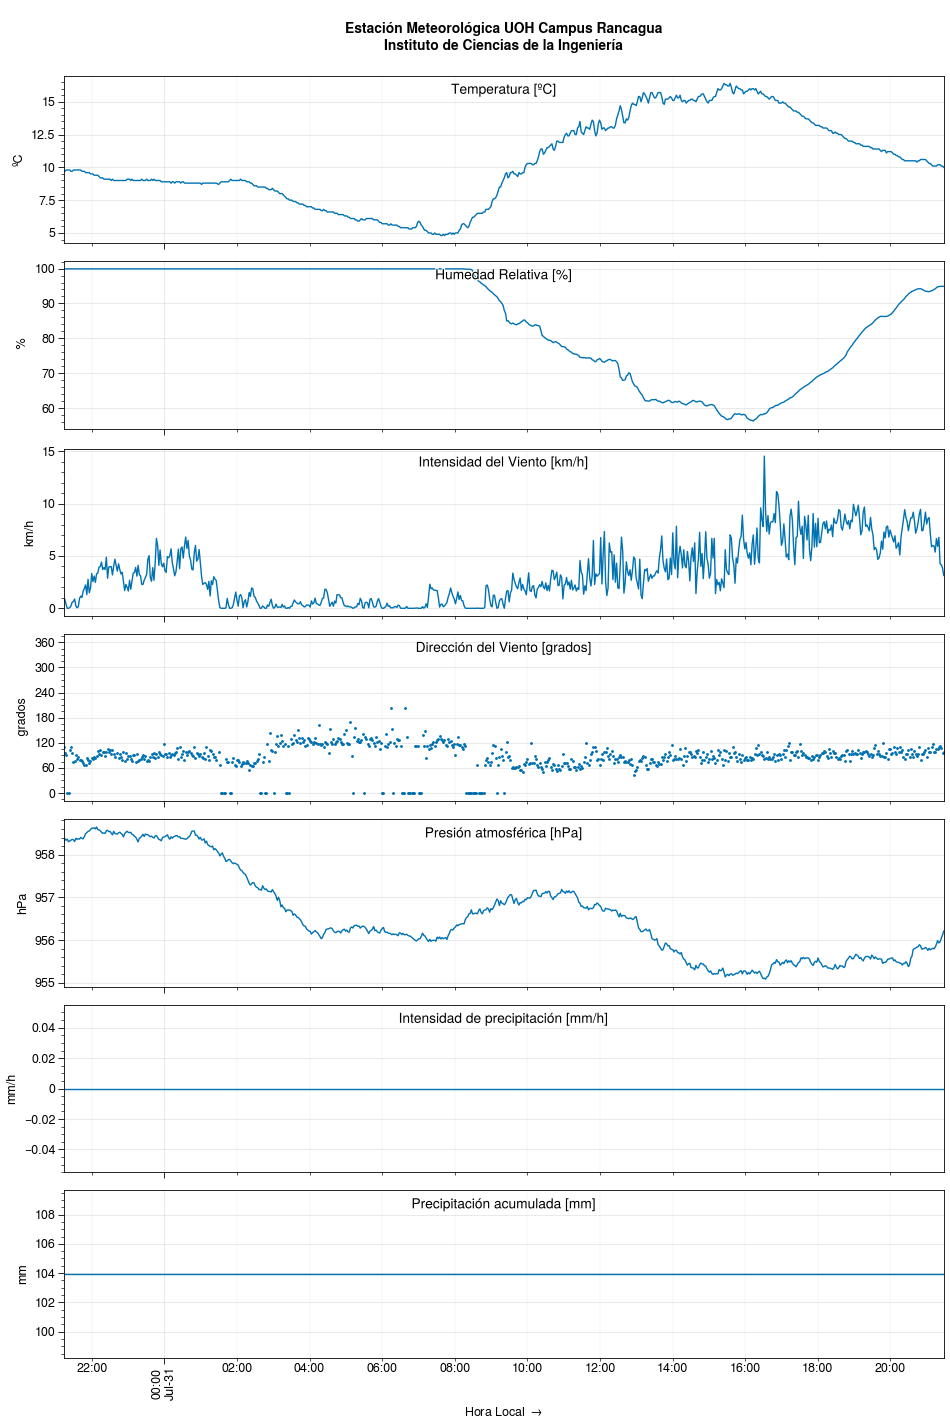 Estación Meteorológica UOH Campus Rancagua
Instituto de Ciencias de la Ingeniería
Temperatura [ºC]
ºC
15
12.5
10
7.5
5
Humedad Relativa [%]
%
100
90
80
70
60
Intensidad del Viento [km/h]
km/h
15
10
5
0
Dirección del Viento [grados]
grados
360
300
240
180
120
60
0
Presión atmosférica [hPa]
hPa
958
957
956
955
Intensidad de precipitación [mm/h]
mm/h
0.04
0.02
0
−0.02
−0.04
Precipitación acumulada [mm]
mm
108
106
104
102
100
22:00
00:00
Jul-31
02:00
04:00
06:00
08:00
10:00
12:00
14:00
16:00
18:00
20:00
Hora Local →